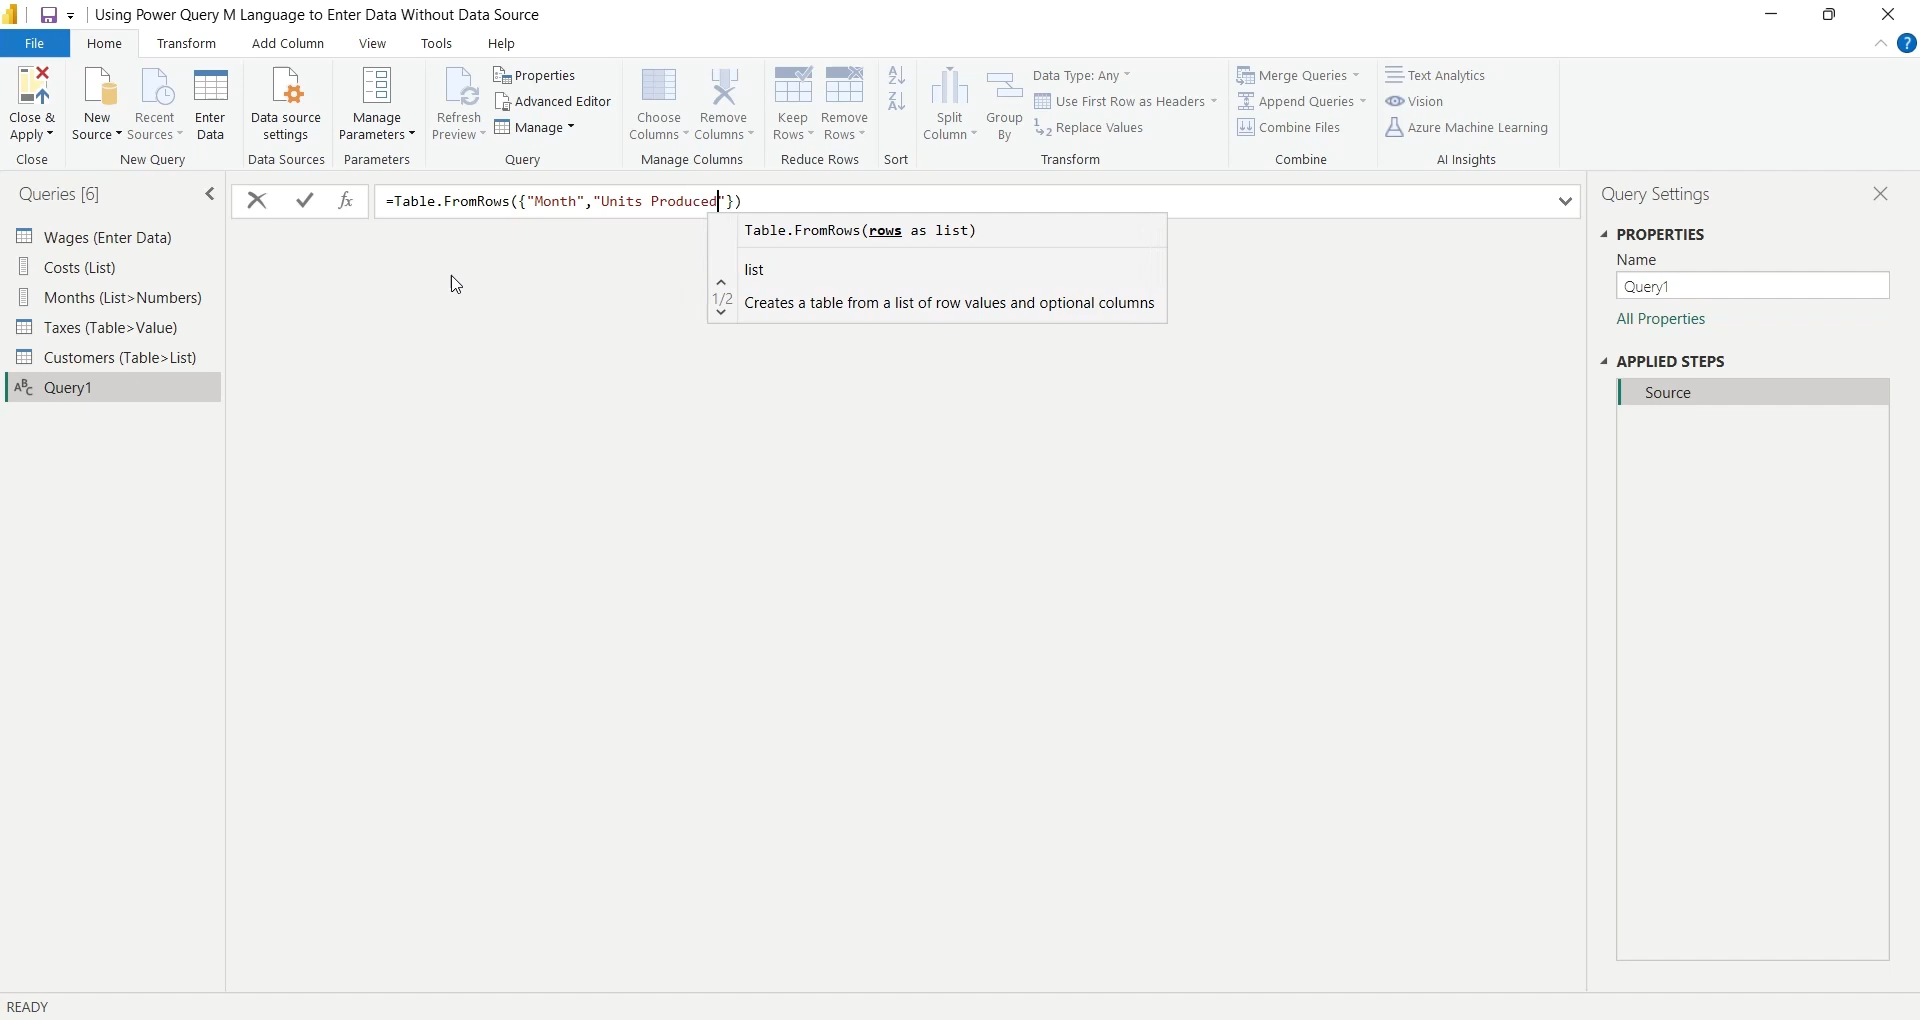 Using Power Query M Language to Enter Data Without Data Source
File
Home
Transform
Add Column
View
Tools
Help
?
Close &
Apply
Close
New
Source
Recent
Sources
Enter
Data
New Query
Data source
settings
Data Sources
Manage
Parameters
Parameters
Refresh
Preview
Properties
Advanced Editor
Manage
Query
Choose
Columns
Remove
Columns
Manage Columns
Keep
Rows
Remove
Rows
Reduce Rows
Sort
Split
Column
Group
By
Data Type: Any
Use First Row as Headers
Replace Values
Transform
Merge Queries
Append Queries
Combine Files
Combine
Text Analytics
Vision
Azure Machine Learning
AI Insights
Queries [6]
Wages (Enter Data)
Costs (List)
Months (List>Numbers)
Taxes (Table>Value)
Customers (Table>List)
ABC Query1
fx
=Table.FromRows({"Month","Units Produced"})
Table.FromRows(rows as list)
list
1/2
Creates a table from a list of row values and optional columns
Query Settings
PROPERTIES
Name
Query1
All Properties
APPLIED STEPS
Source
READY